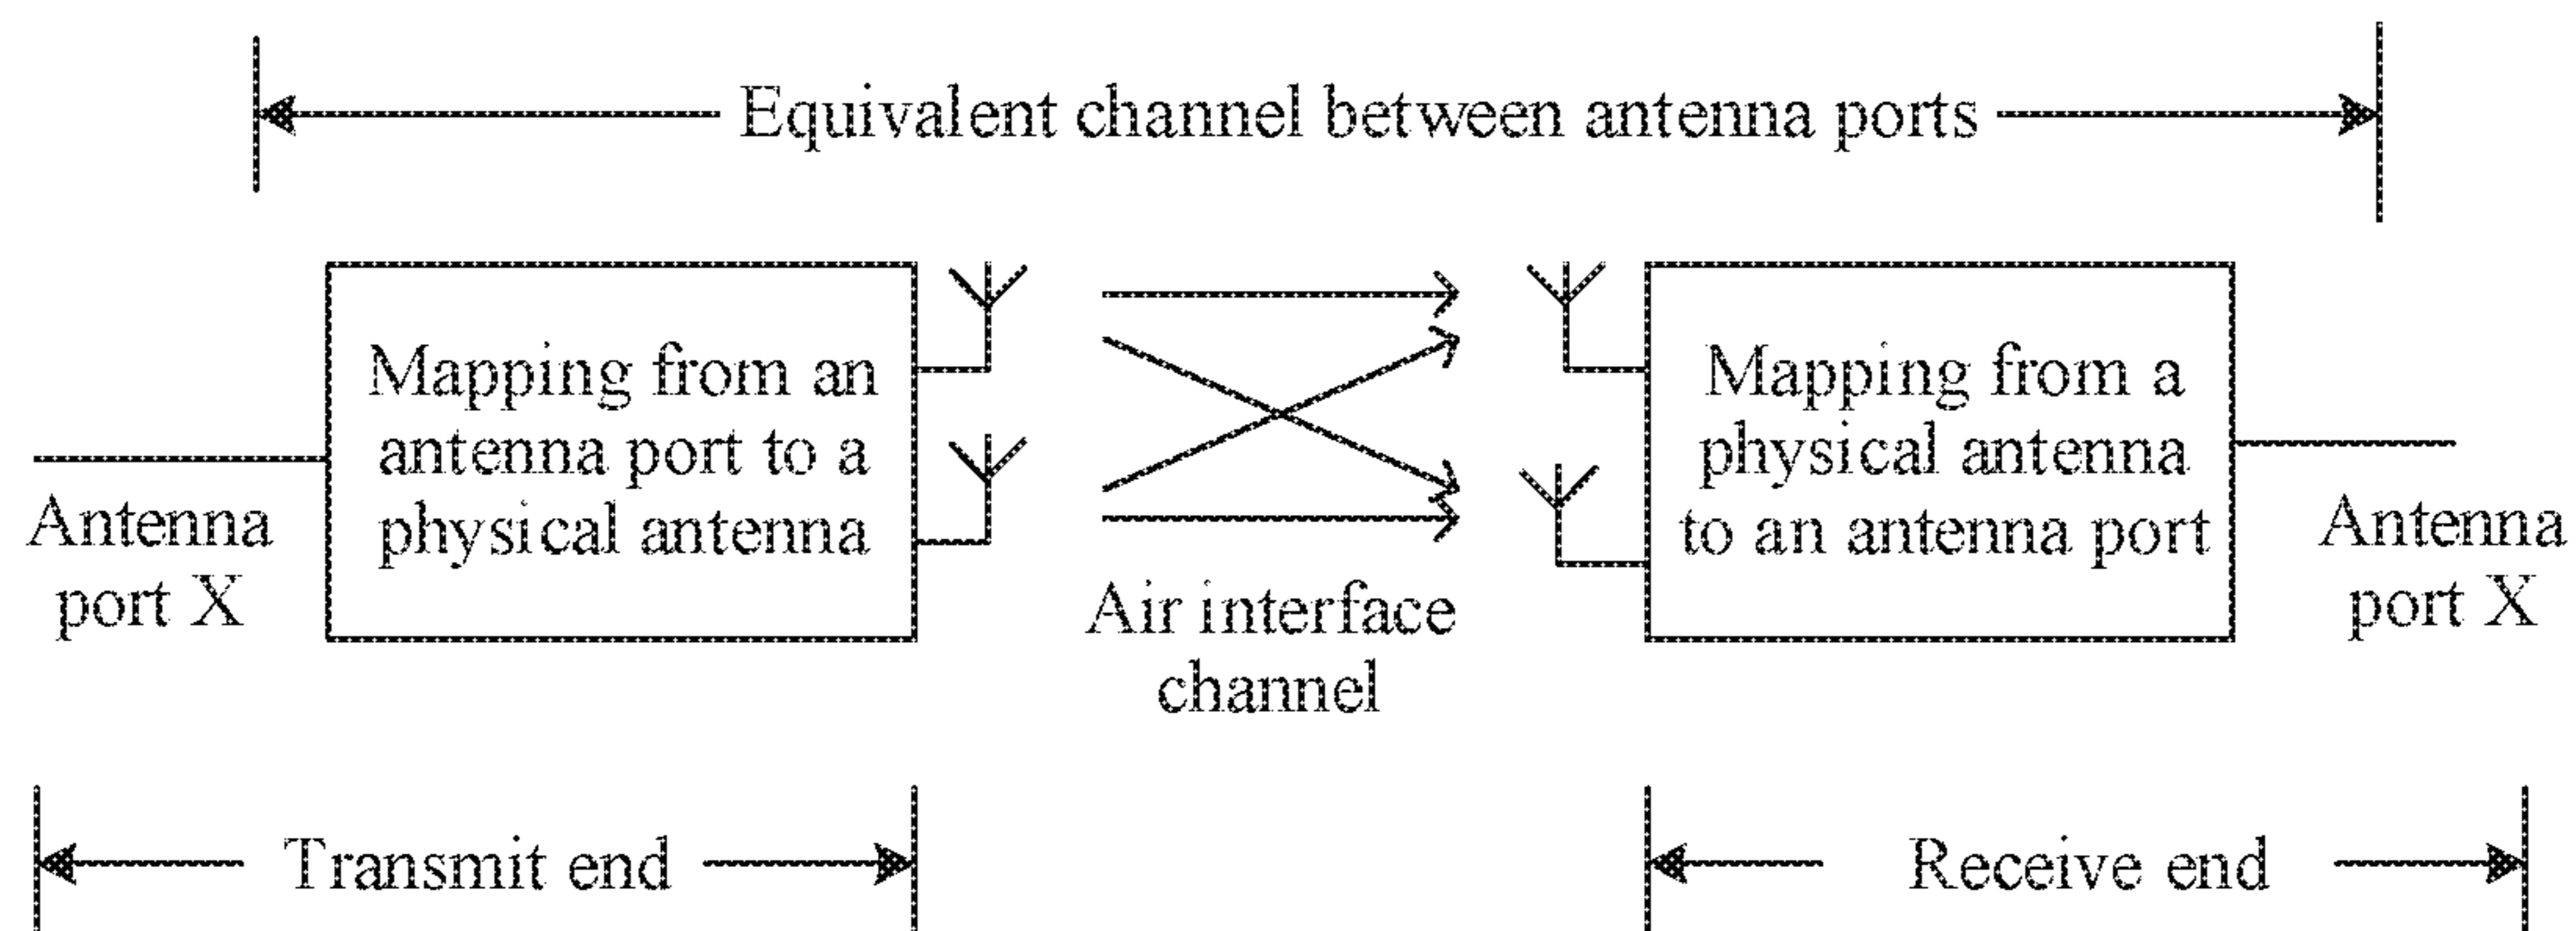 Equivalent channel between antenna ports
Mapping from an
antenna port to a
physical antenna
Mapping from a
physical antenna
to an antenna port
Antenna
port X
Air interface
channel
Antenna
port X
Transmit end
Receive end